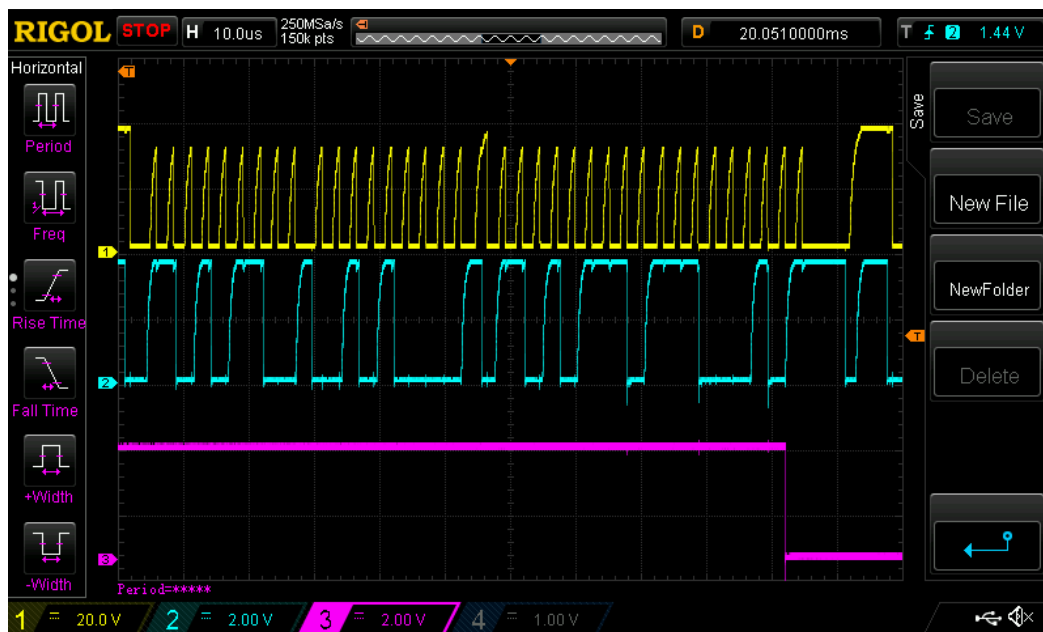 RIGOL STOP H 10.0us 250MSa/s 150k pts D 20.0510000ms T 2 1.44 V
Horizontal
T
Period
Freq
Rise Time
Fall Time
+Width
-Width
1
2
3
T
Period=*****
Save
Save
New File
NewFolder
Delete
1 = 20.0 V 2 = 2.00 V 3 = 2.00 V 4 = 1.00 V